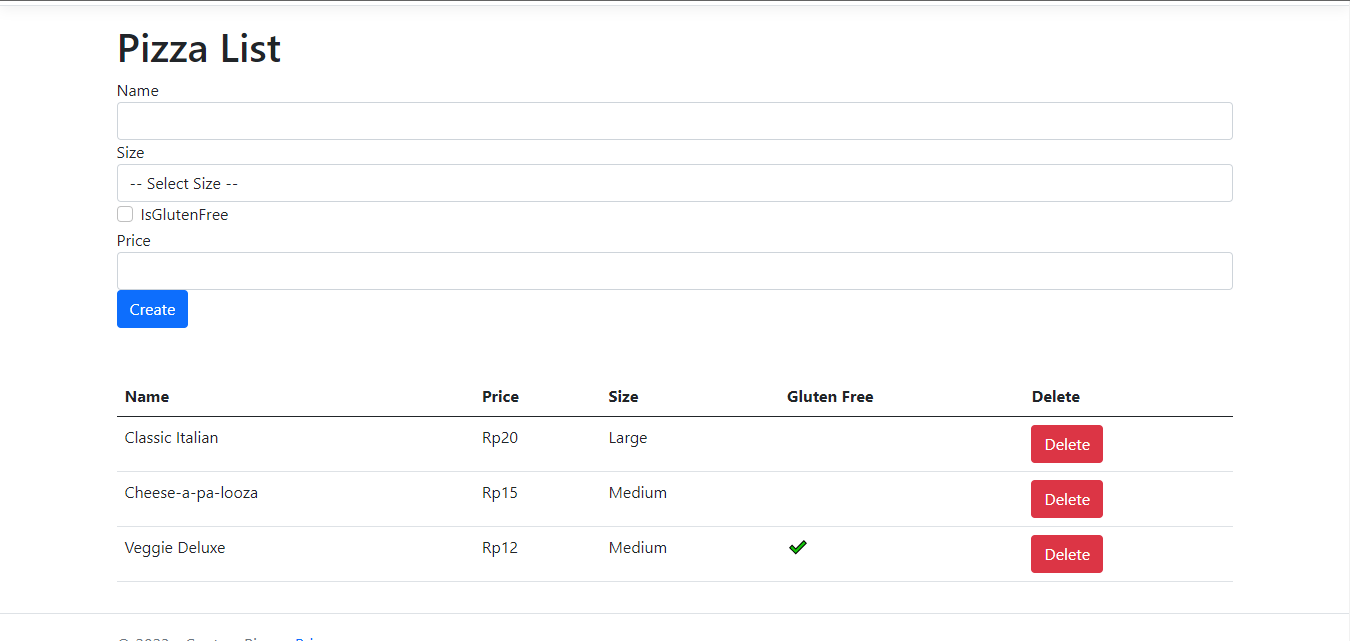 Pizza List
Name
Size
-- Select Size --
IsGlutenFree
Price
Create
Name Price Size Gluten Free Delete
Classic Italian Rp20 Large Delete
Cheese-a-pa-looza Rp15 Medium Delete
Veggie Deluxe Rp12 Medium Delete